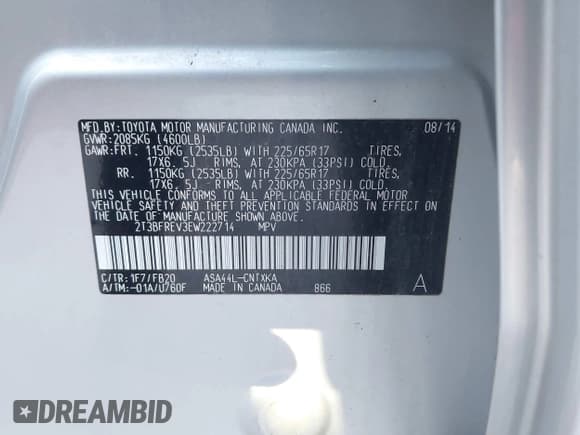 MFD.BY:TOYOTA MOTOR MANUFACTURING CANADA INC. 08/14
GVWR:2085KG (4600LB)
GAWR:FRT. 1150KG (2535LB) WITH 225/65R17 TIRES,
17X6.5J RIMS, AT 230KPA (33PSI) COLD.
RR. 1150KG (2535LB) WITH 225/65R17 TIRES,
17X6.5J RIMS, AT 230KPA (33PSI) COLD.
THIS VEHICLE CONFORMS TO ALL APPLICABLE FEDERAL MOTOR
VEHICLE SAFETY AND THEFT PREVENTION STANDARDS IN EFFECT
ON THE DATE OF MANUFACTURE SHOWN ABOVE.
2T3BFREV3EW222714 MPV
C/TR:1F7/FB20 ASA44L-CNTXKA
A/TM:-01A/U760F MADE IN CANADA 866 A
DREAMBID